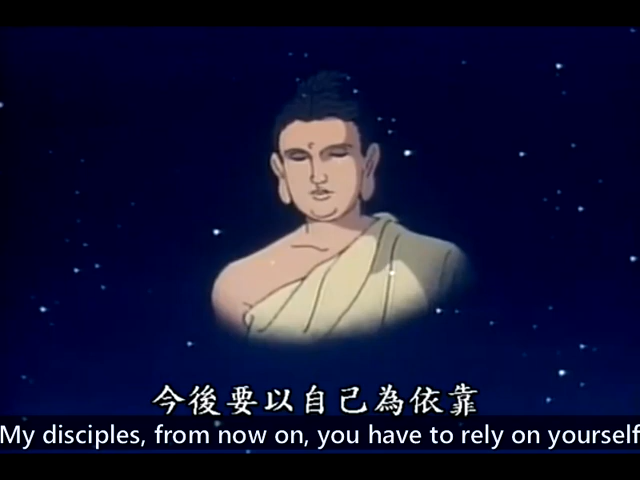 今後要以自己為依靠
My disciples, from now on, you have to rely on yourself